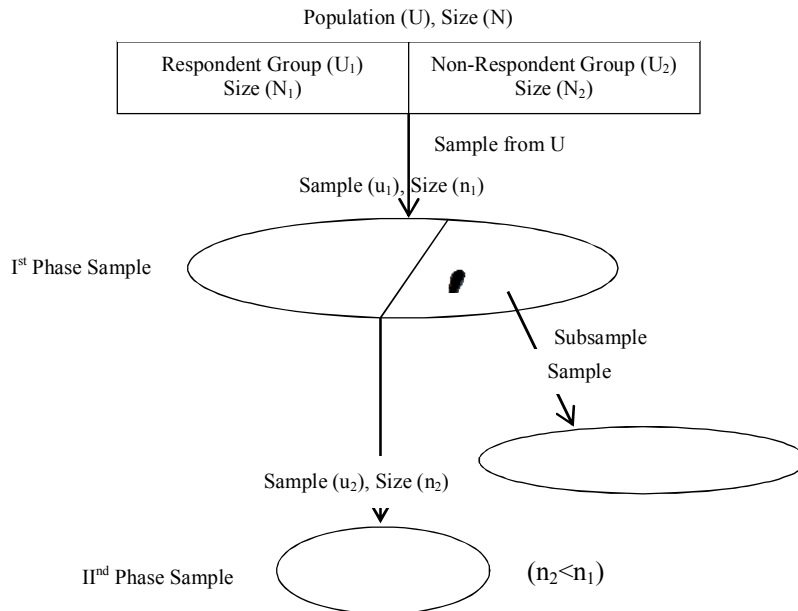 Population (U), Size (N)
Respondent Group (U₁)
Size (N₁)
Non-Respondent Group (U₂)
Size (N₂)
Sample from U
Sample (u₁), Size (n₁)
Iˢᵗ Phase Sample
Subsample
Sample
Sample (u₂), Size (n₂)
IIⁿᵈ Phase Sample
(n₂<n₁)